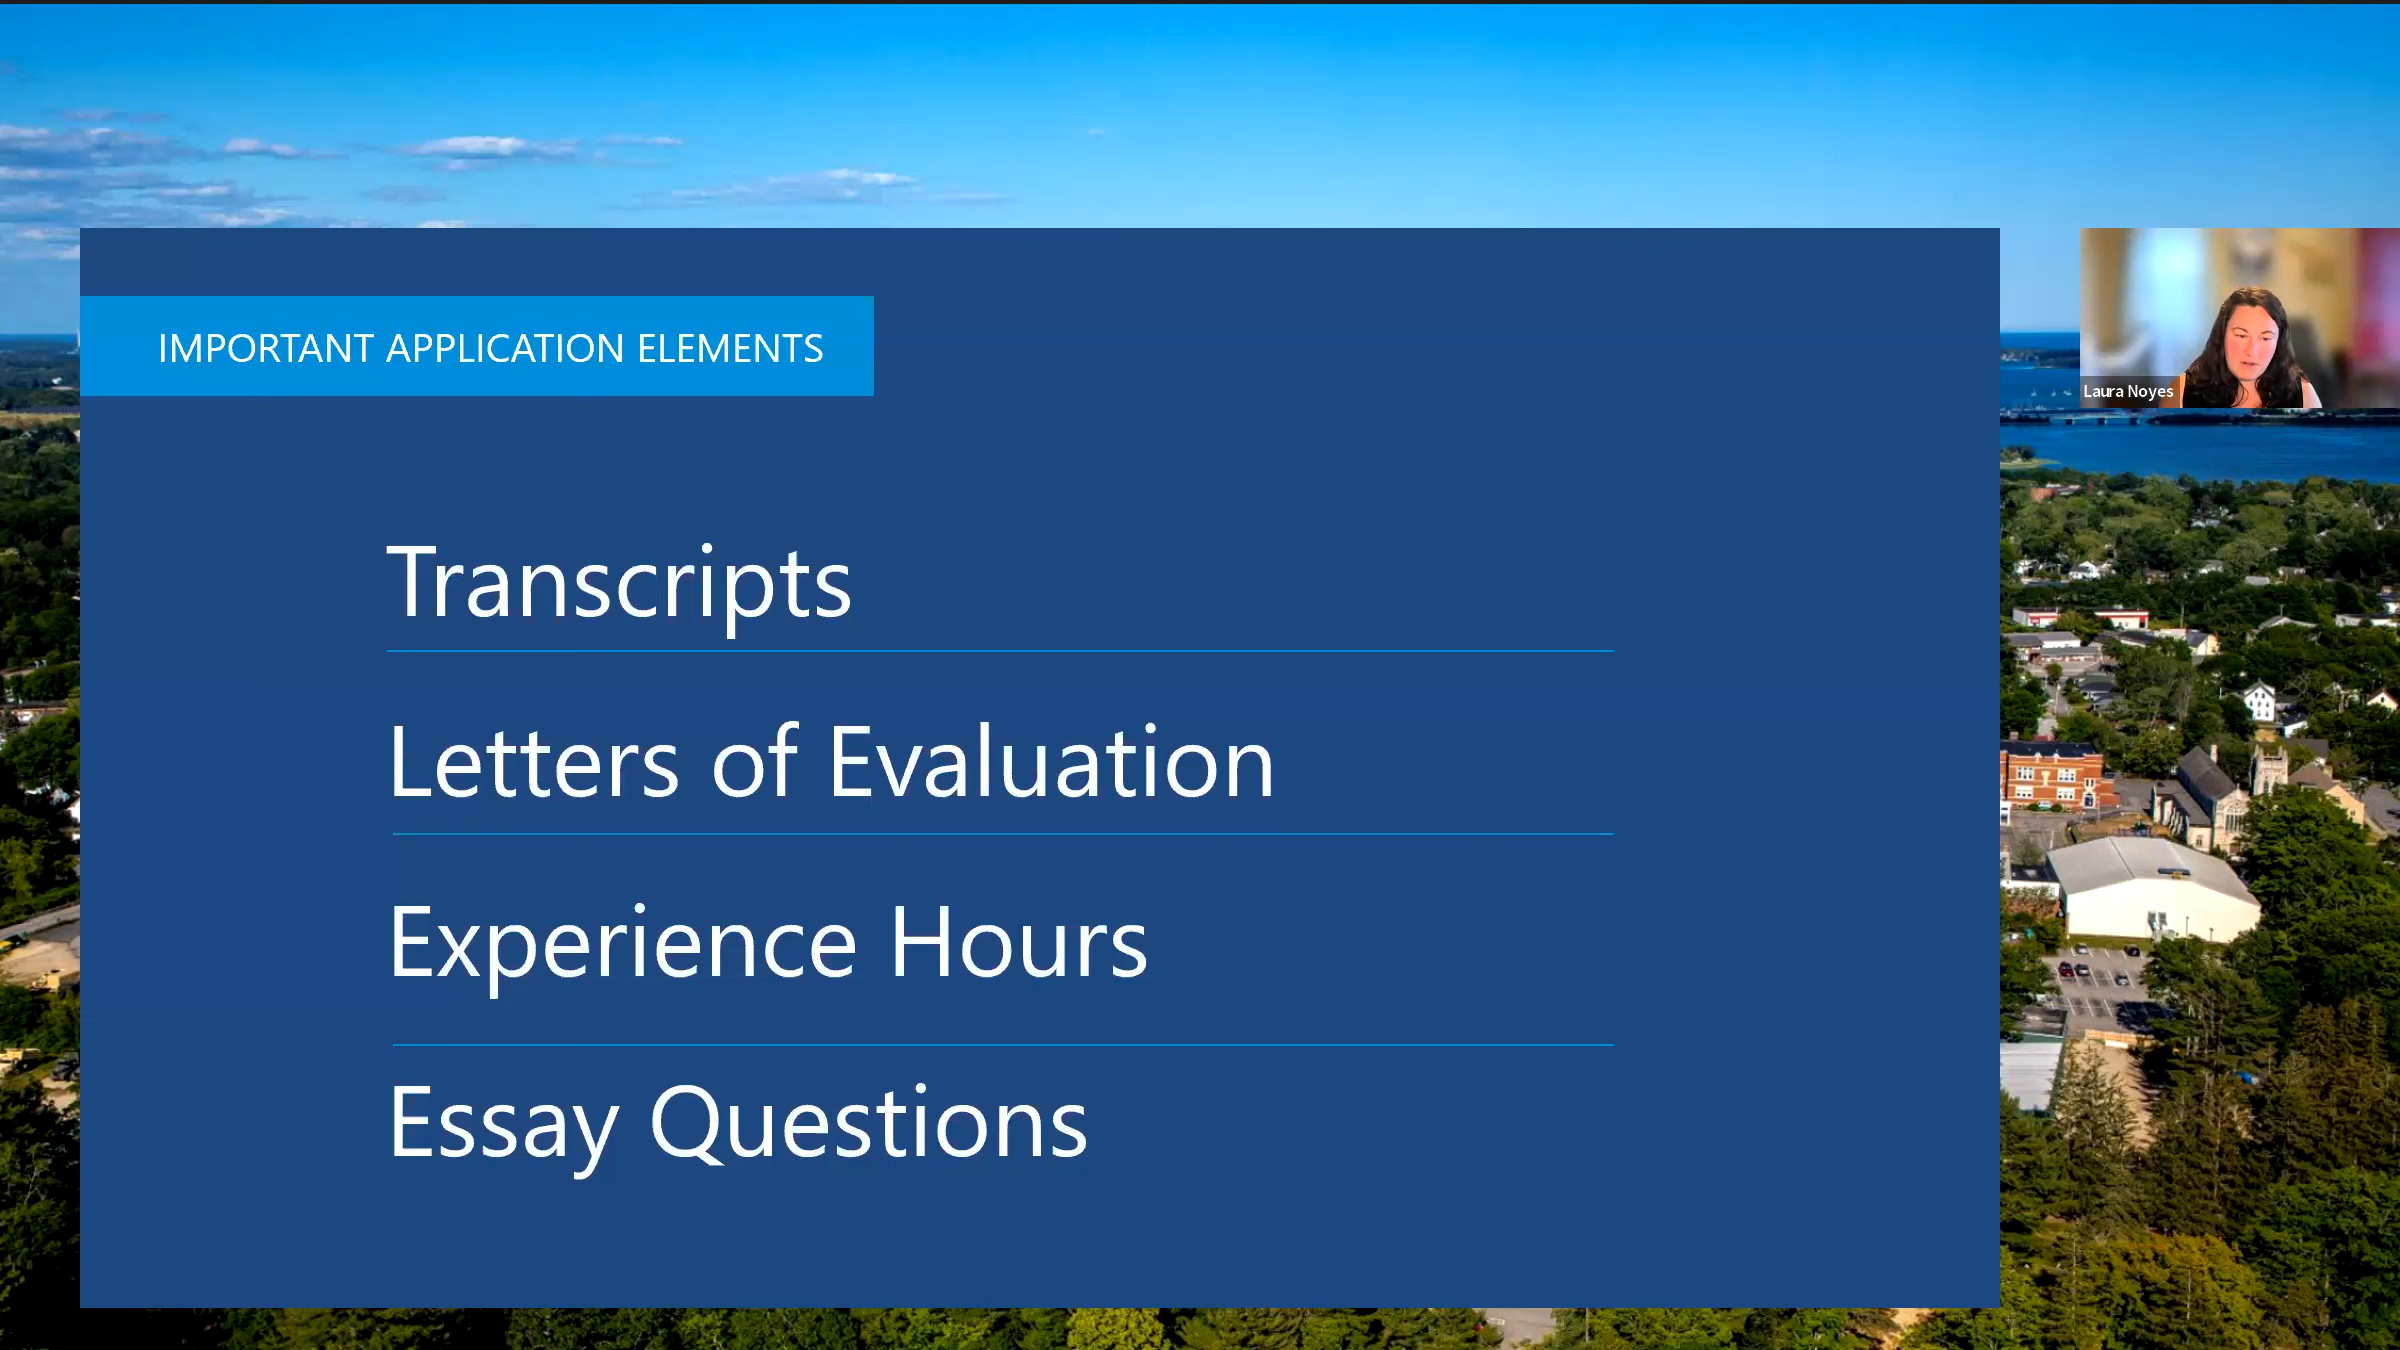 IMPORTANT APPLICATION ELEMENTS
Laura Noyes
Transcripts
Letters of Evaluation
Experience Hours
Essay Questions